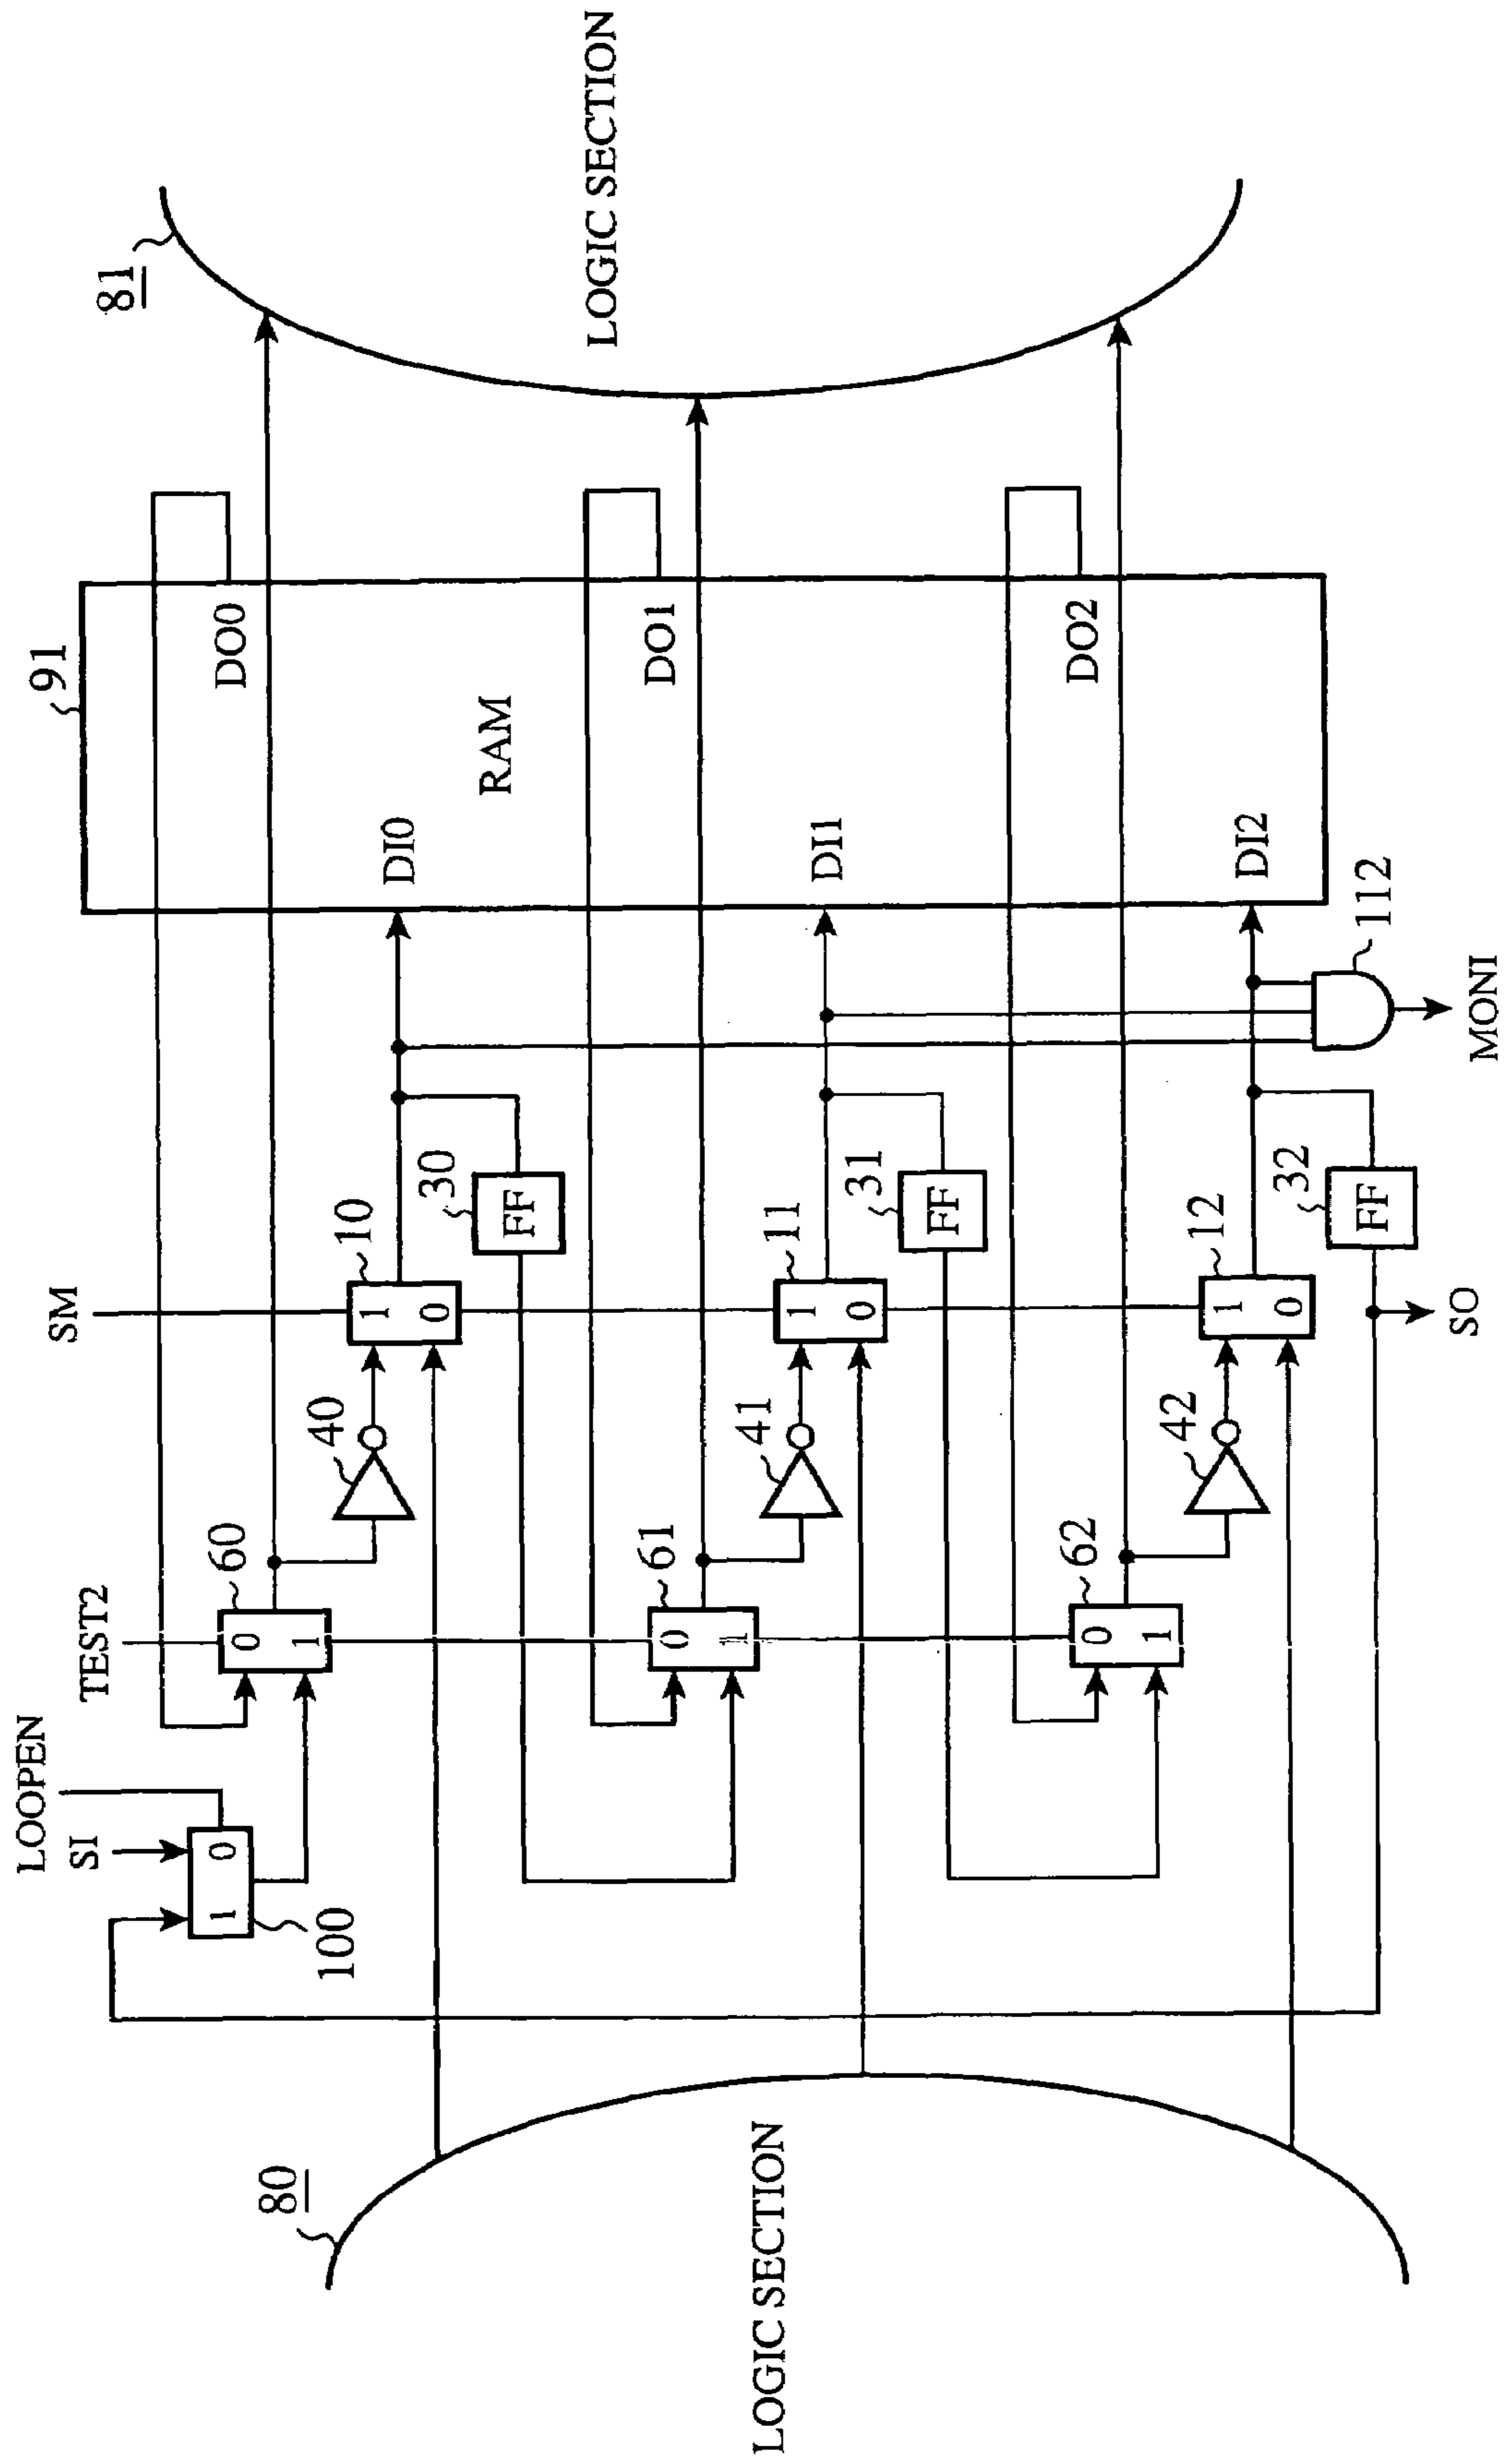 LOGIC SECTION
81
91
DO0
DO1
DO2
RAM
DI0
DI1
DI2
112
MONI
SM
10
1
0
30
FF
11
1
0
31
FF
12
1
0
32
FF
SO
40
41
42
TEST2
60
0
1
61
0
1
62
0
1
LOOPEN
SI
1
0
100
80
LOGIC SECTION